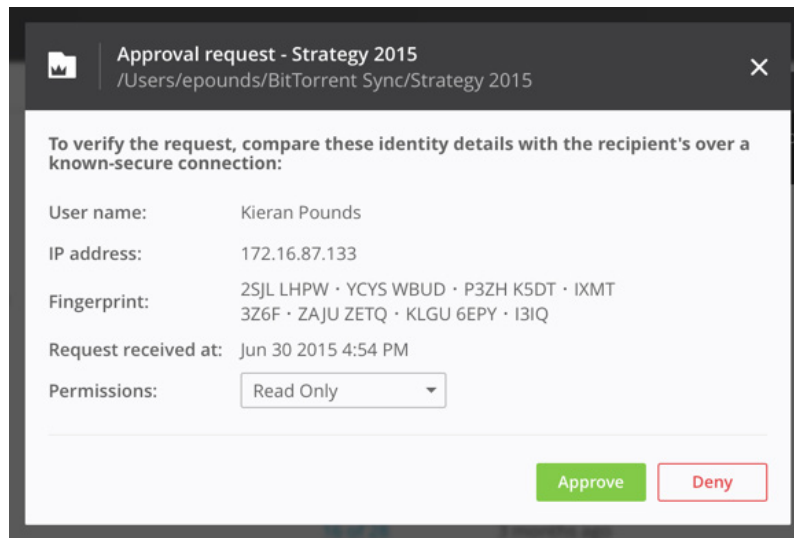 Approval request - Strategy 2015
/Users/epounds/BitTorrent Sync/Strategy 2015
To verify the request, compare these identity details with the recipient's over a
known-secure connection:
User name: Kieran Pounds
IP address: 172.16.87.133
Fingerprint: 2SJL LHPW · YCYS WBUD · P3ZH K5DT · IXMT
3Z6F · ZAJU ZETQ · KLGU 6EPY · I3IQ
Request received at: Jun 30 2015 4:54 PM
Permissions: Read Only
Approve Deny